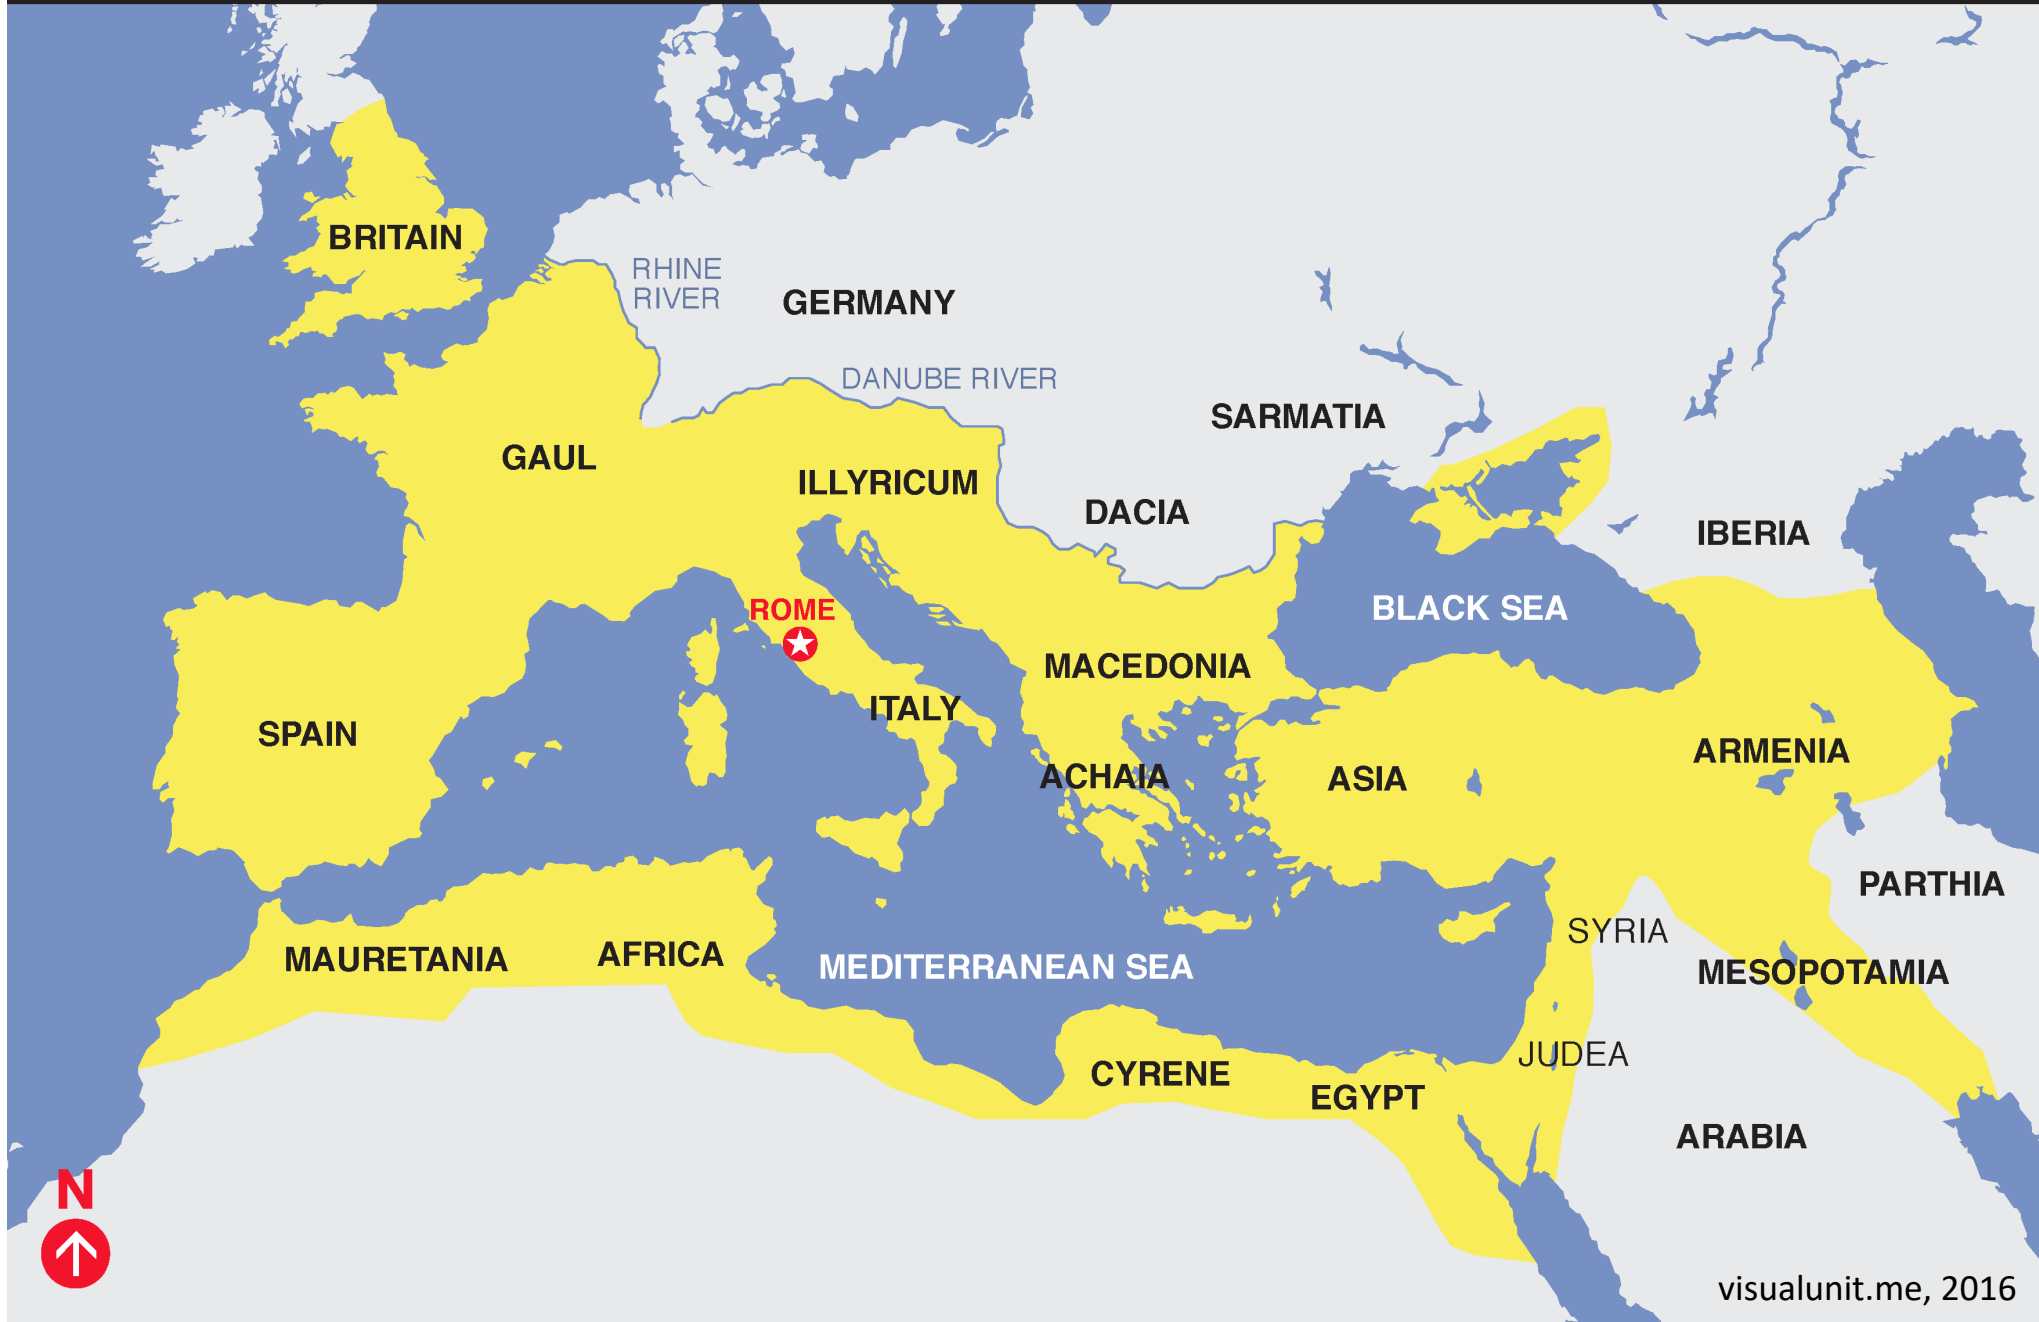 BRITAIN
RHINE
RIVER
GERMANY
DANUBE RIVER
SARMATIA
GAUL
ILLYRICUM
DACIA
IBERIA
ROME
BLACK SEA
MACEDONIA
ITALY
SPAIN
ACHAIA
ASIA
ARMENIA
PARTHIA
SYRIA
MAURETANIA
AFRICA
MEDITERRANEAN SEA
MESOPOTAMIA
JUDEA
CYRENE
EGYPT
ARABIA
N
visualunit.me, 2016